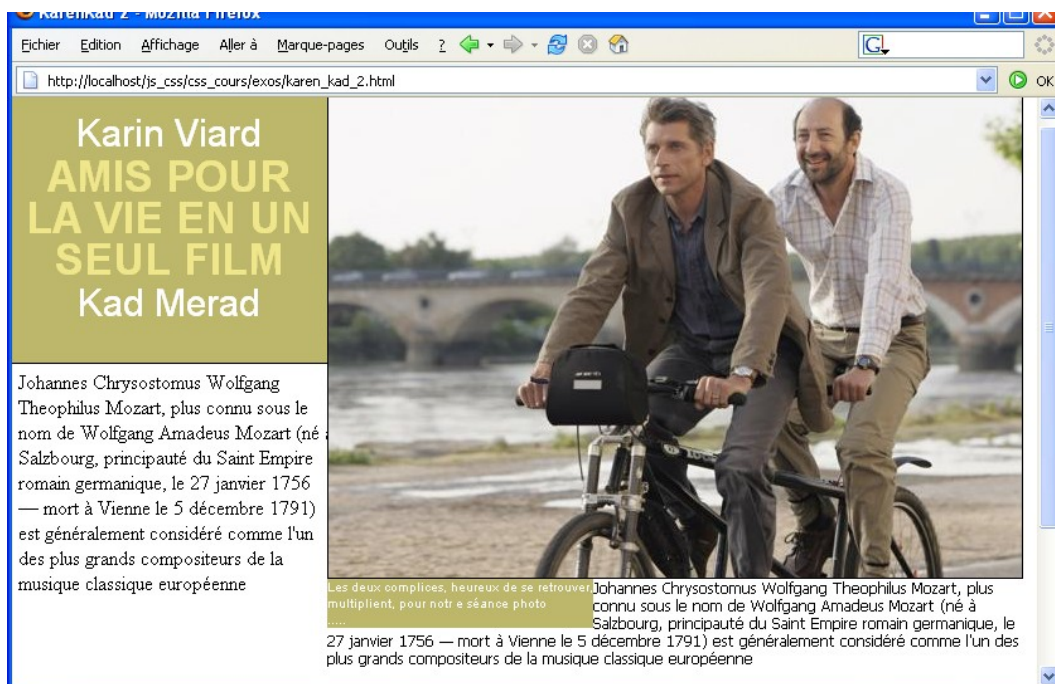 KarenKad 2 - Mozilla Firefox
Fichier Edition Affichage Aller à Marque-pages Outils ?
G
http://localhost/js_css/css_cours/exos/karen_kad_2.html
OK
Karin Viard
AMIS POUR
LA VIE EN UN
SEUL FILM
Kad Merad
Johannes Chrysostomus Wolfgang
Theophilus Mozart, plus connu sous le
nom de Wolfgang Amadeus Mozart (né
Salzbourg, principauté du Saint Empire
romain germanique, le 27 janvier 1756
— mort à Vienne le 5 décembre 1791)
est généralement considéré comme l'un
des plus grands compositeurs de la
musique classique européenne
Les deux complices, heureux de se retrouver,
multiplient, pour notr e séance photo
.....
Johannes Chrysostomus Wolfgang Theophilus Mozart, plus
connu sous le nom de Wolfgang Amadeus Mozart (né à
Salzbourg, principauté du Saint Empire romain germanique, le
27 janvier 1756 — mort à Vienne le 5 décembre 1791) est généralement considéré comme l'un des
plus grands compositeurs de la musique classique européenne